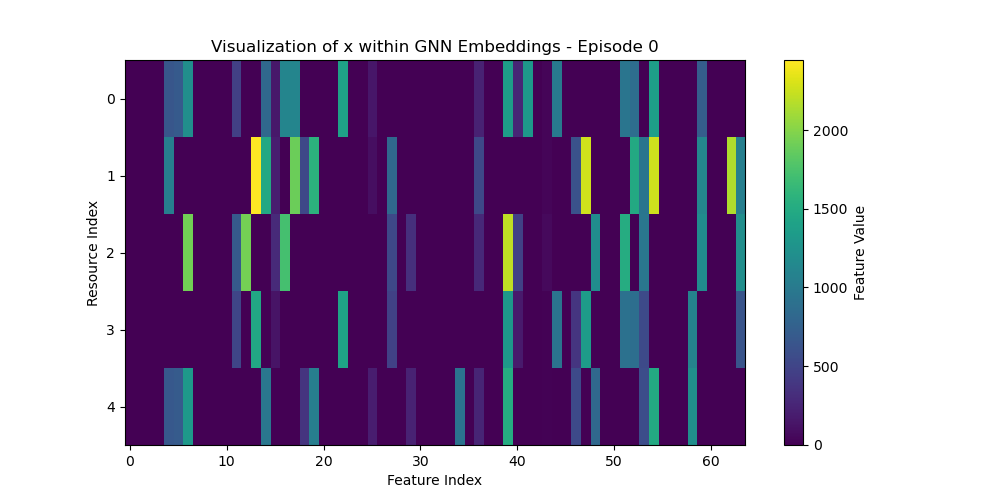 Visualization of x within GNN Embeddings - Episode 0
Resource Index
0
1
2
3
4
0 10 20 30 40 50 60
Feature Index
2000
1500
1000
500
0
Feature Value